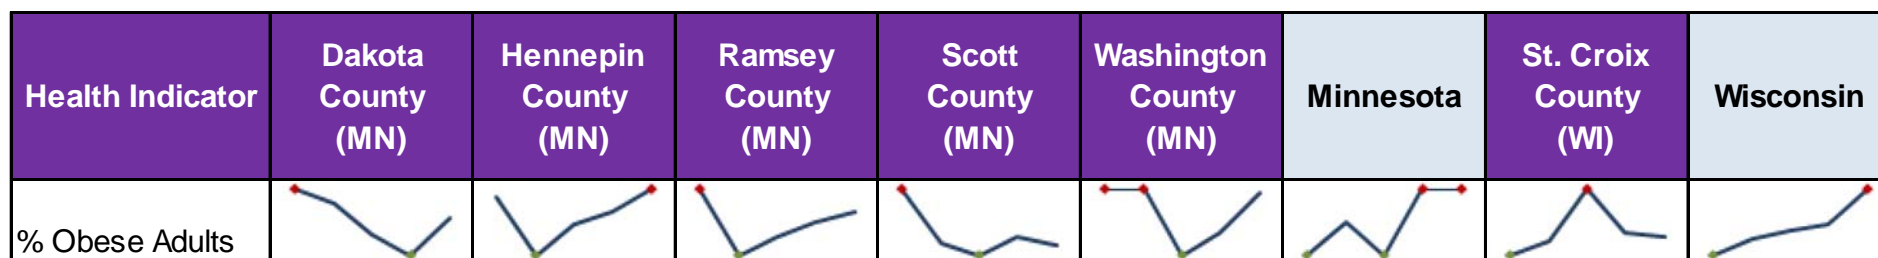 Health Indicator
Dakota
County
(MN)
Hennepin
County
(MN)
Ramsey
County
(MN)
Scott
County
(MN)
Washington
County
(MN)
Minnesota
St. Croix
County
(WI)
Wisconsin
% Obese Adults